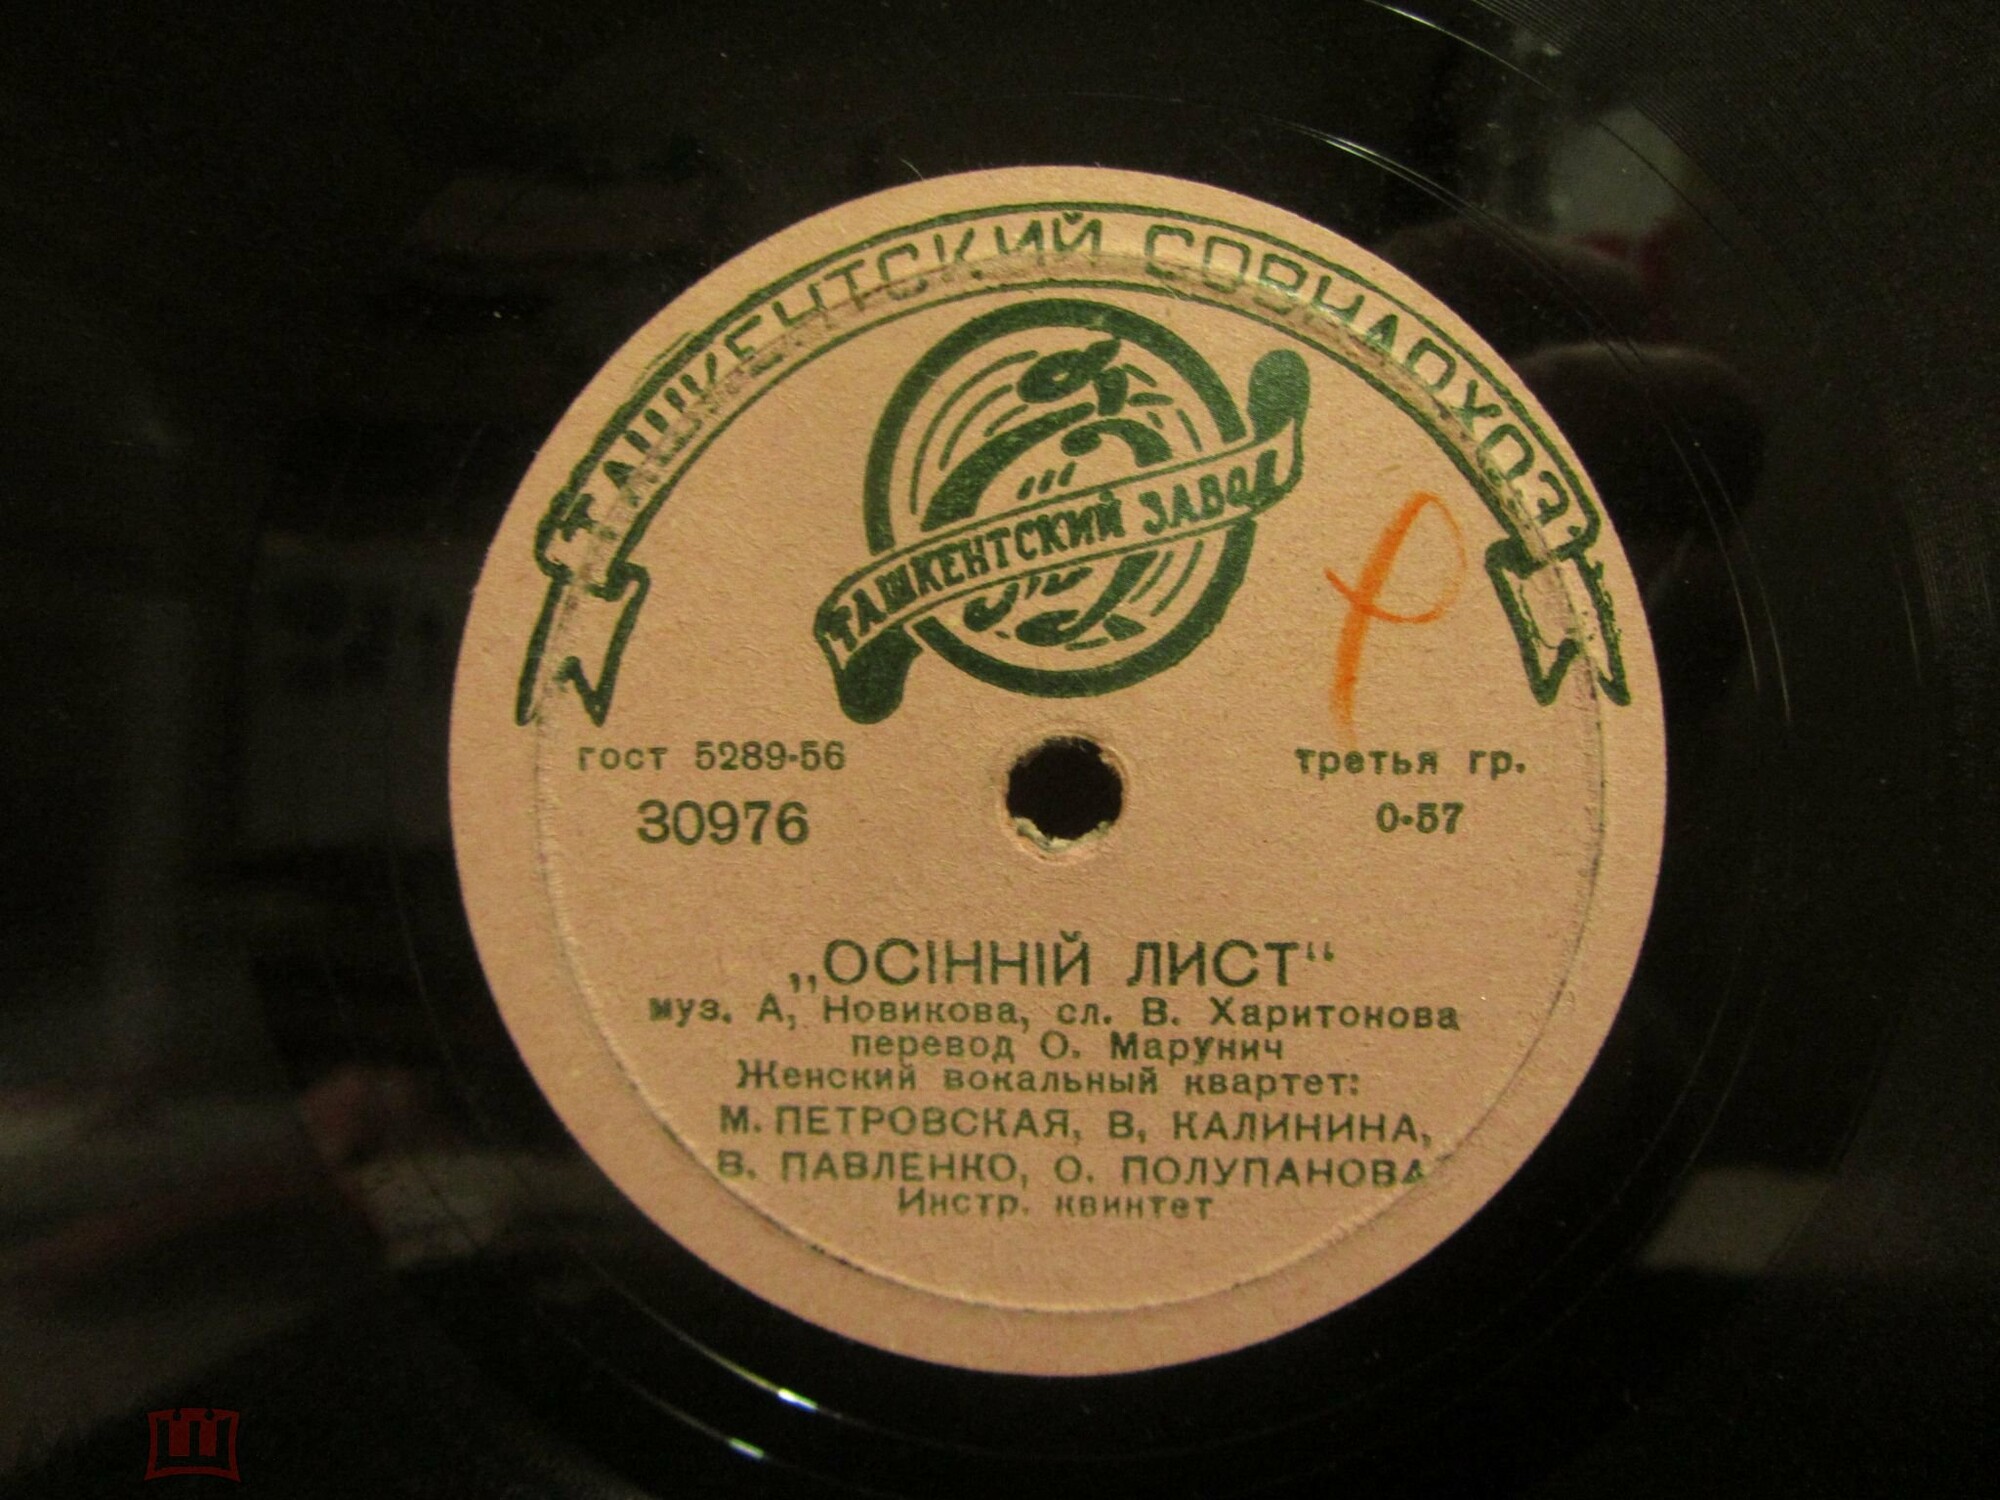 ТАШКЕНТСКИЙ СОВНАРХОЗ
ТАШКЕНТСКИЙ ЗАВОД
гост 5289-56
третья гр.
30976
0-57
„ОСІННІЙ ЛИСТ“
муз. А, Новикова, сл. В. Харитонова
перевод О. Марунич
Женский вокальный квартет:
М. ПЕТРОВСКАЯ, В, КАЛИНИНА,
В. ПАВЛЕНКО, О. ПОЛУПАНОВА
Инстр. квинтет